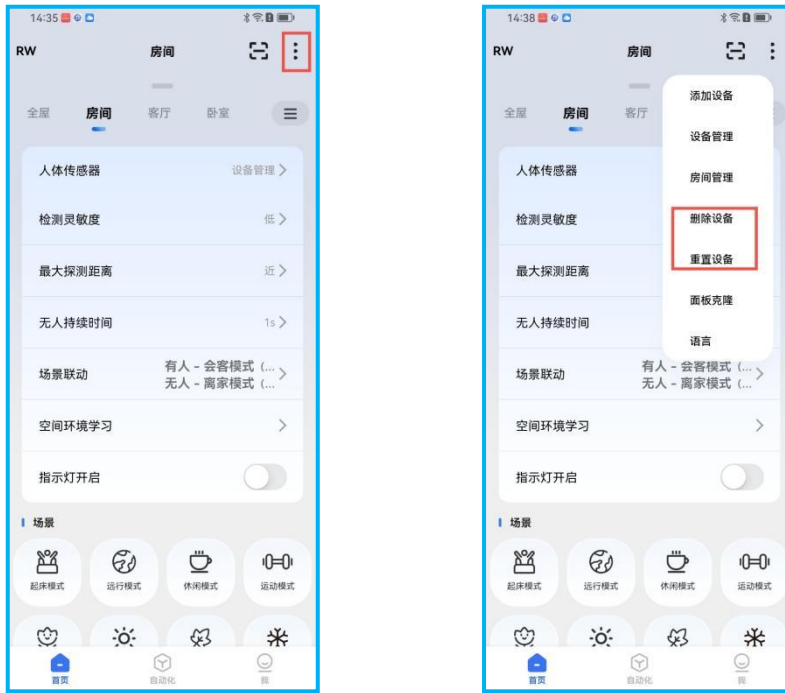 14:35
RW
房间
全屋 房间 客厅 卧室
人体传感器 设备管理
检测灵敏度 低
最大探测距离 近
无人持续时间 1s
场景联动
有人 - 会客模式 (...
无人 - 离家模式 (...
空间环境学习
指示灯开启
场景
起床模式 远行模式 休闲模式 运动模式
首页 自动化 我
14:38
RW
房间
全屋 房间 客厅
添加设备
设备管理
房间管理
删除设备
重置设备
面板克隆
语言
人体传感器
检测灵敏度
最大探测距离
无人持续时间
场景联动
有人 - 会客模式 (...
无人 - 离家模式 (...
空间环境学习
指示灯开启
场景
起床模式 远行模式 休闲模式 运动模式
首页 自动化 我